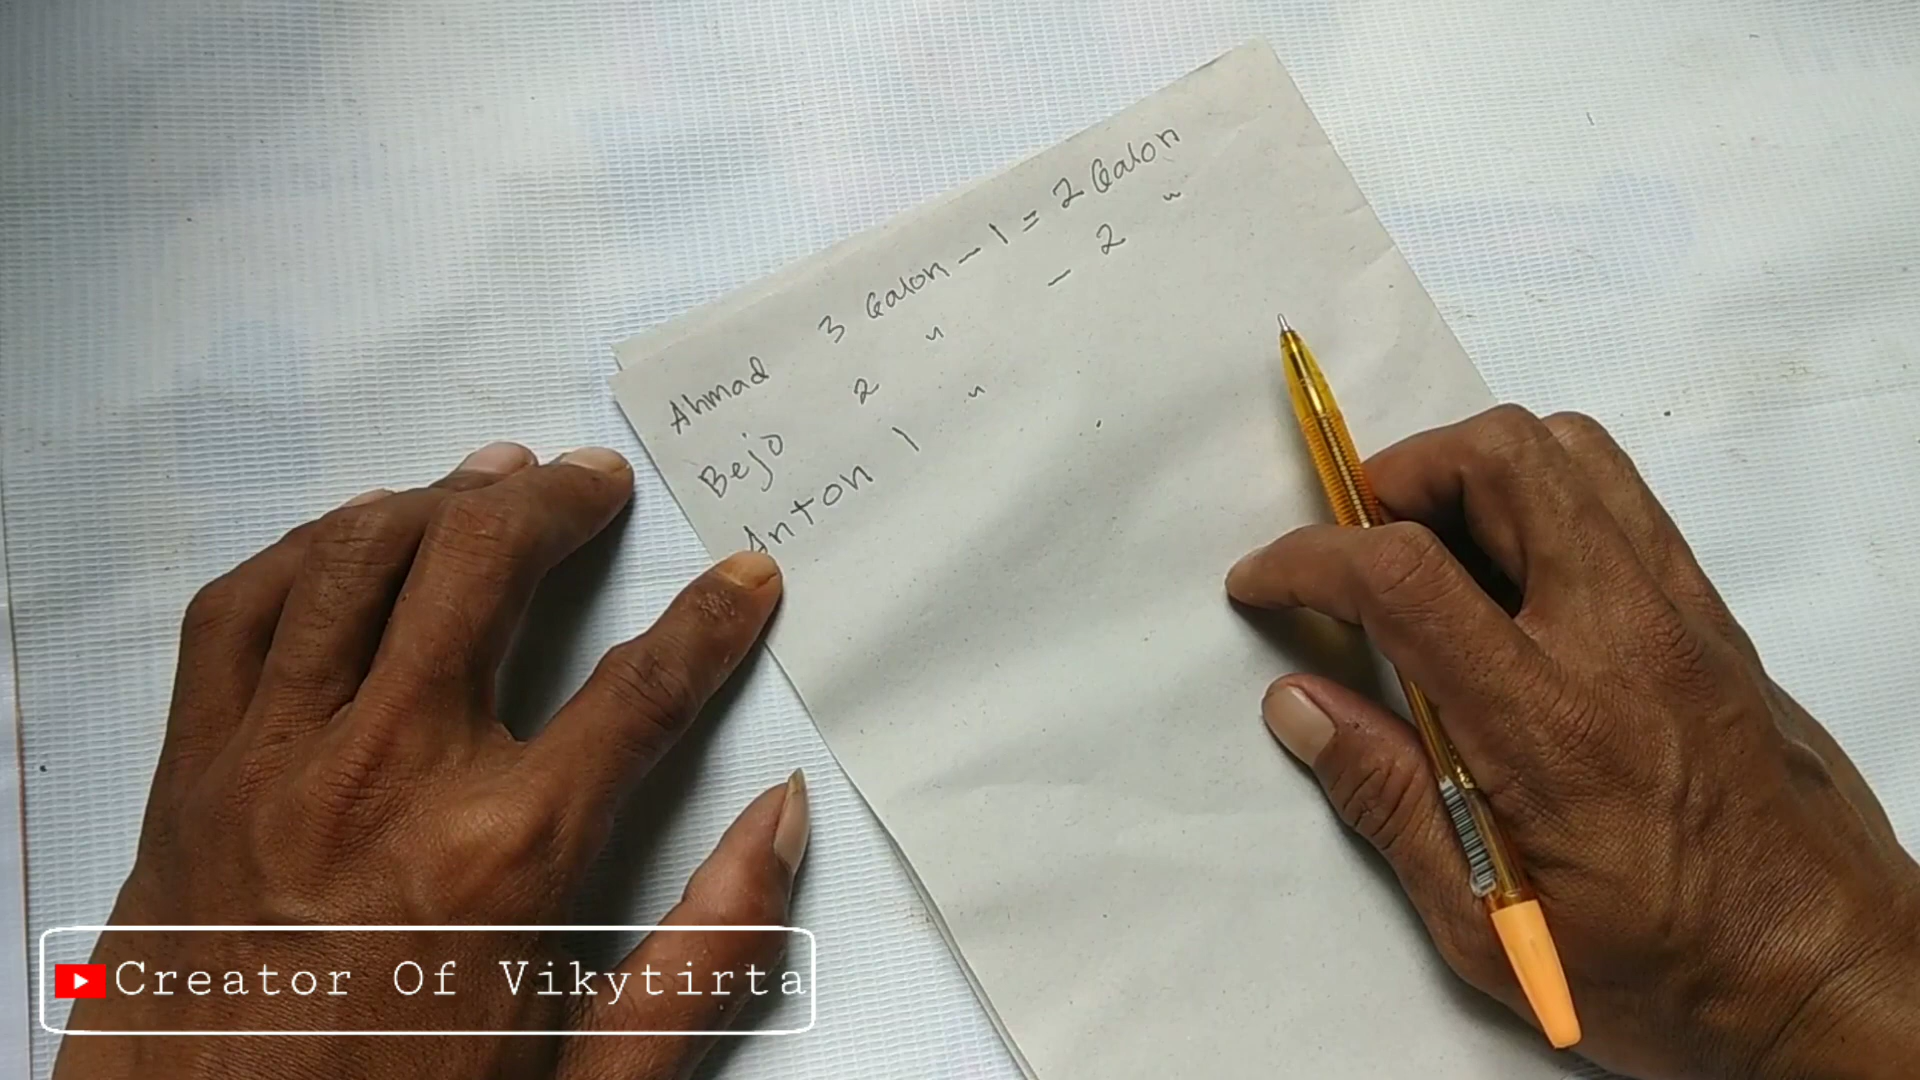 Ahmad 3 Galon - 1 = 2 Galon
Bejo 2 " - 2 "
Anton 1 "
Creator Of Vikytirta